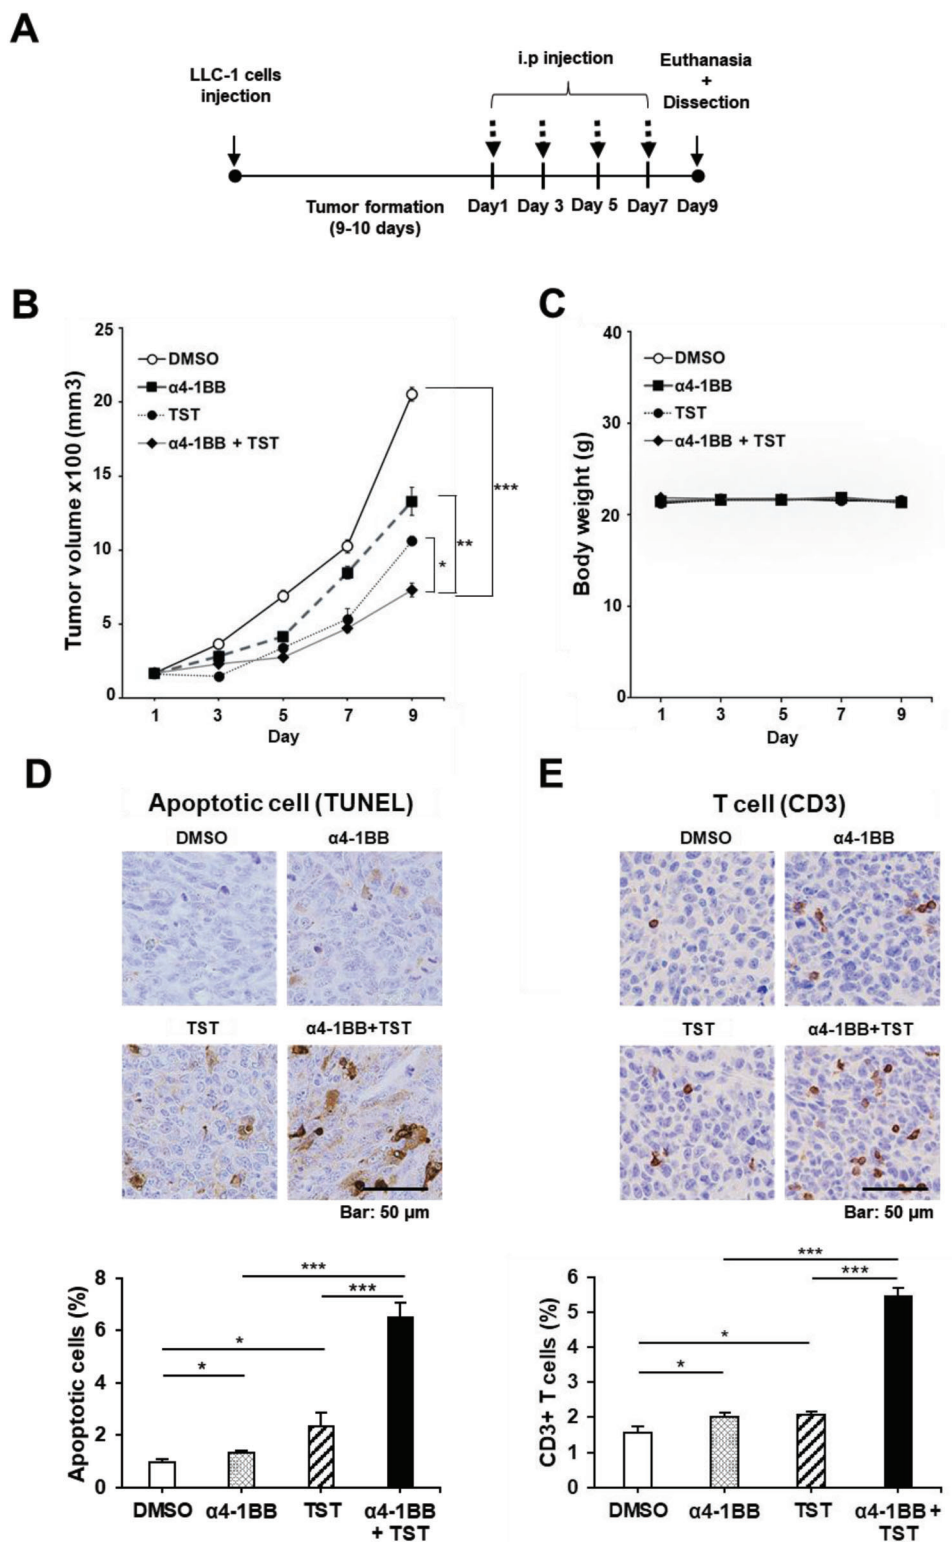 A
LLC-1 cells
injection
i.p injection
Euthanasia
+
Dissection
Tumor formation
(9-10 days)
Day1 Day 3 Day 5 Day7 Day9
B
Tumor volume x100 (mm3)
25
20
15
10
5
0
DMSO
α4-1BB
TST
α4-1BB + TST
***
**
*
1 3 5 7 9
Day
C
Body weight (g)
40
30
20
10
0
DMSO
α4-1BB
TST
α4-1BB + TST
1 3 5 7 9
Day
D
Apoptotic cell (TUNEL)
DMSO α4-1BB
TST α4-1BB+TST
Bar: 50 µm
Apoptotic cells (%)
8
6
4
2
0
***
***
*
*
DMSO α4-1BB TST α4-1BB
+ TST
E
T cell (CD3)
DMSO α4-1BB
TST α4-1BB+TST
Bar: 50 µm
CD3+ T cells (%)
6
5
4
3
2
1
0
***
***
*
*
DMSO α4-1BB TST α4-1BB +
TST